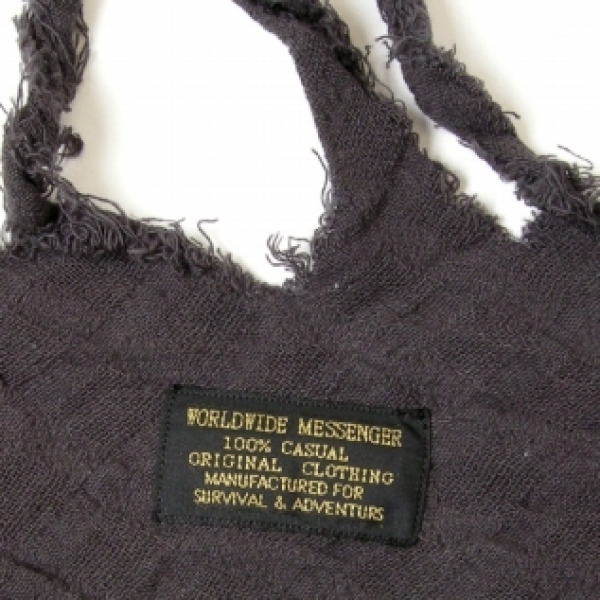 WORLDWIDE MESSENGER
100% CASUAL
ORIGINAL CLOTHING
MANUFACTURED FOR
SURVIVAL & ADVENTURS